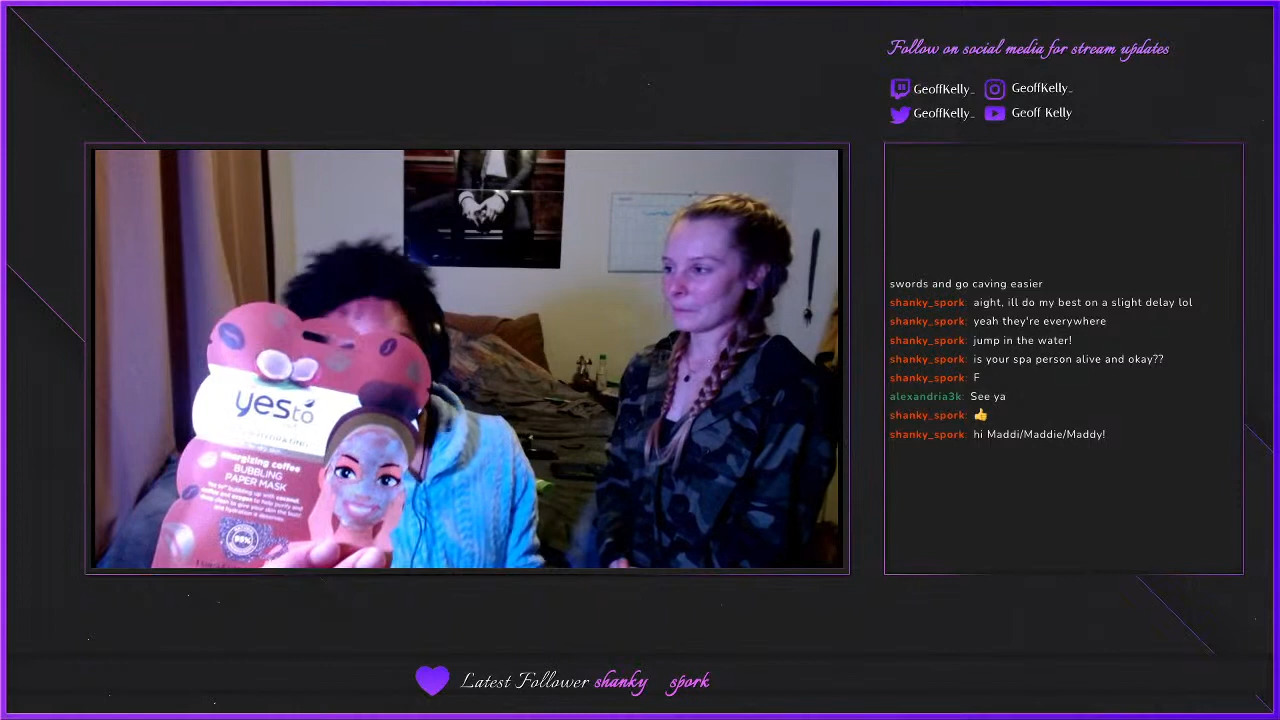 Follow on social media for stream updates
GeoffKelly_ GeoffKelly_
GeoffKelly_ Geoff Kelly
swords and go caving easier
shanky_spork: aight, ill do my best on a slight delay lol
shanky_spork: yeah they're everywhere
shanky_spork: jump in the water!
shanky_spork: is your spa person alive and okay??
shanky_spork: F
alexandria3k: See ya
shanky_spork: 👍
shanky_spork: hi Maddi/Maddie/Maddy!
yes to
energizing coffee
BUBBLING
PAPER MASK
99%
Latest Follower shanky spork